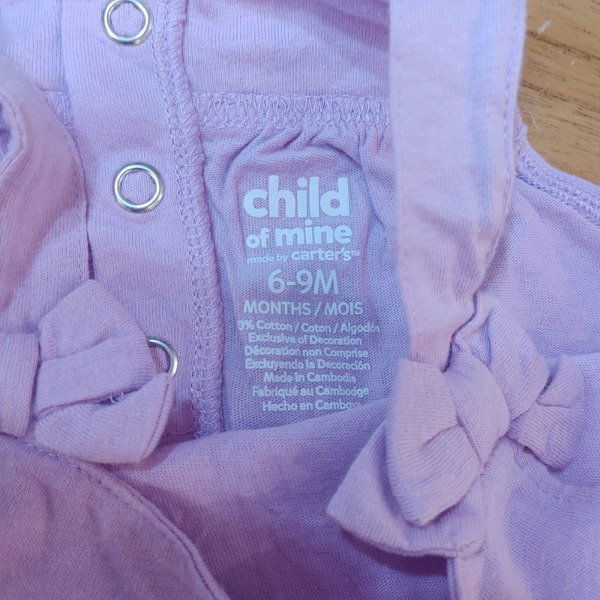 child
of mine
made by carter's™
6-9M
MONTHS / MOIS
0% Cotton / Coton / Algodón
Exclusive of Decoration
Décoration non Comprise
Excluyendo la Decoración
Made in Cambodia
Fabriqué au Cambodge
Hecho en